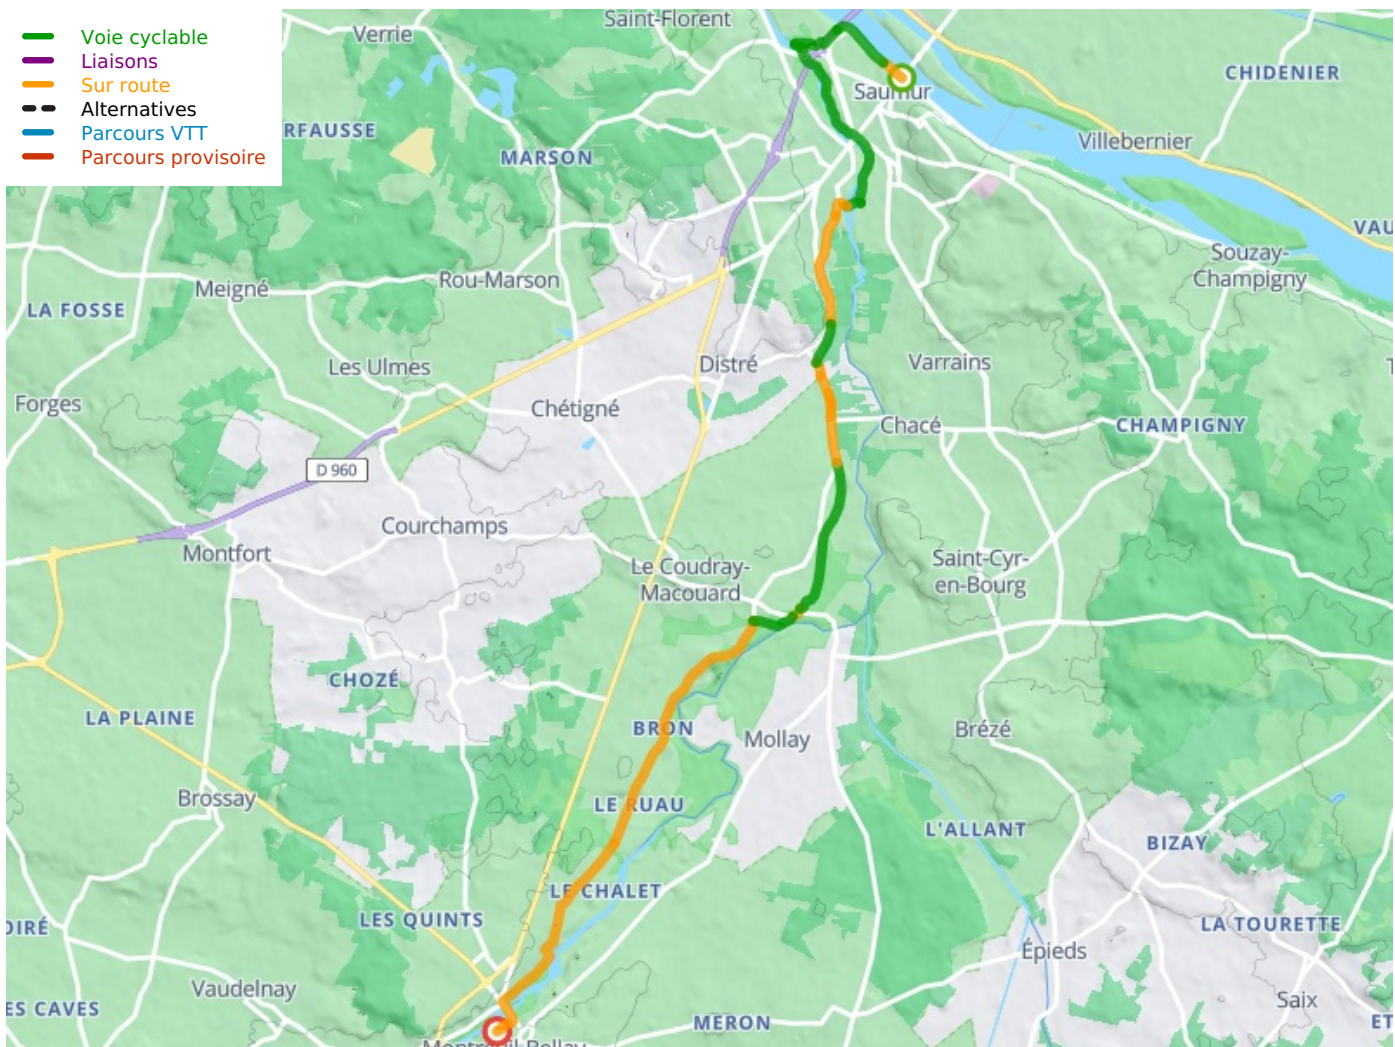 Voie cyclable
Liaisons
Sur route
Alternatives
Parcours VTT
Parcours provisoire
Saint-Florent
Verrie
CHIDENIER
Saumur
RFAUSSE
Villebernier
MARSON
VAU
Souzay-
Champigny
Rou-Marson
Meigné
LA FOSSE
Les Ulmes
Distré
Varrains
Forges
Chétigné
Chacé
CHAMPIGNY
D 960
Courchamps
Montfort
Le Coudray-
Macouard
Saint-Cyr-
en-Bourg
CHOZÉ
LA PLAINE
BRON
Mollay
Brézé
Brossay
LE RUAU
L'ALLANT
BIZAY
LE CHALET
LES QUINTS
LA TOURETTE
OIRÉ
Épieds
Vaudelnay
Saix
ES CAVES
MERON
ET
Montreuil-Bellay